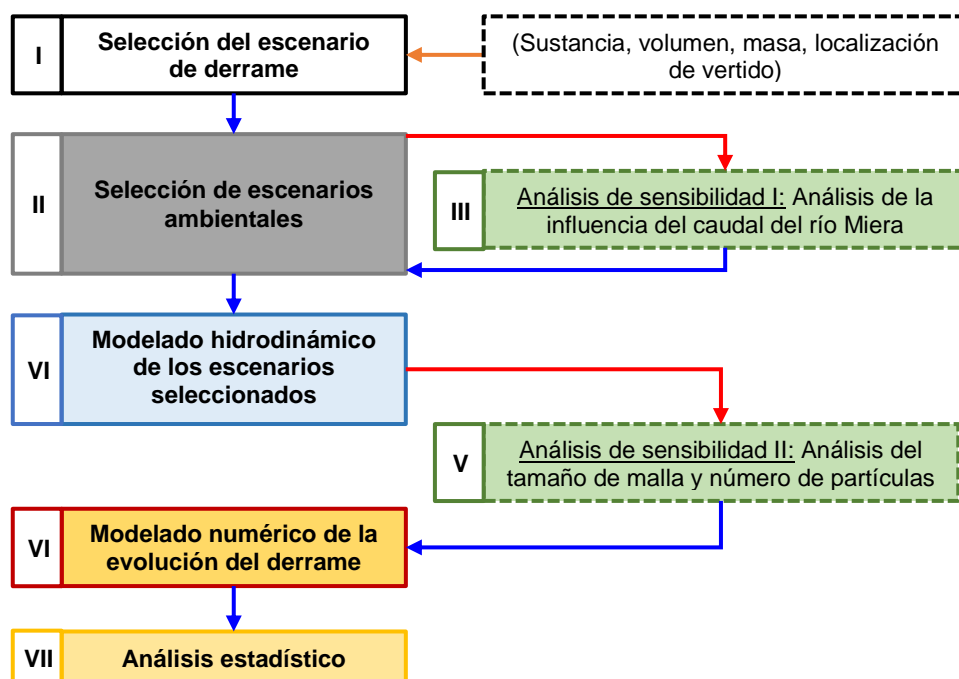 I
Selección del escenario
de derrame
(Sustancia, volumen, masa, localización
de vertido)
II
Selección de escenarios
ambientales
III
Análisis de sensibilidad I: Análisis de la
influencia del caudal del río Miera
VI
Modelado hidrodinámico
de los escenarios
seleccionados
V
Análisis de sensibilidad II: Análisis del
tamaño de malla y número de partículas
VI
Modelado numérico de la
evolución del derrame
VII
Análisis estadístico